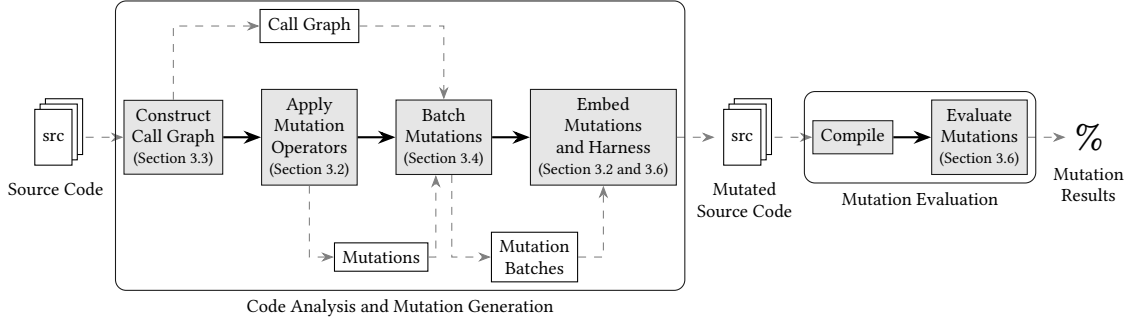 Call Graph
src
Source Code
Construct
Call Graph
(Section 3.3)
Apply
Mutation
Operators
(Section 3.2)
Batch
Mutations
(Section 3.4)
Embed
Mutations
and Harness
(Section 3.2 and 3.6)
Mutations
Mutation
Batches
Code Analysis and Mutation Generation
src
Mutated
Source Code
Compile
Evaluate
Mutations
(Section 3.6)
Mutation Evaluation
%
Mutation
Results